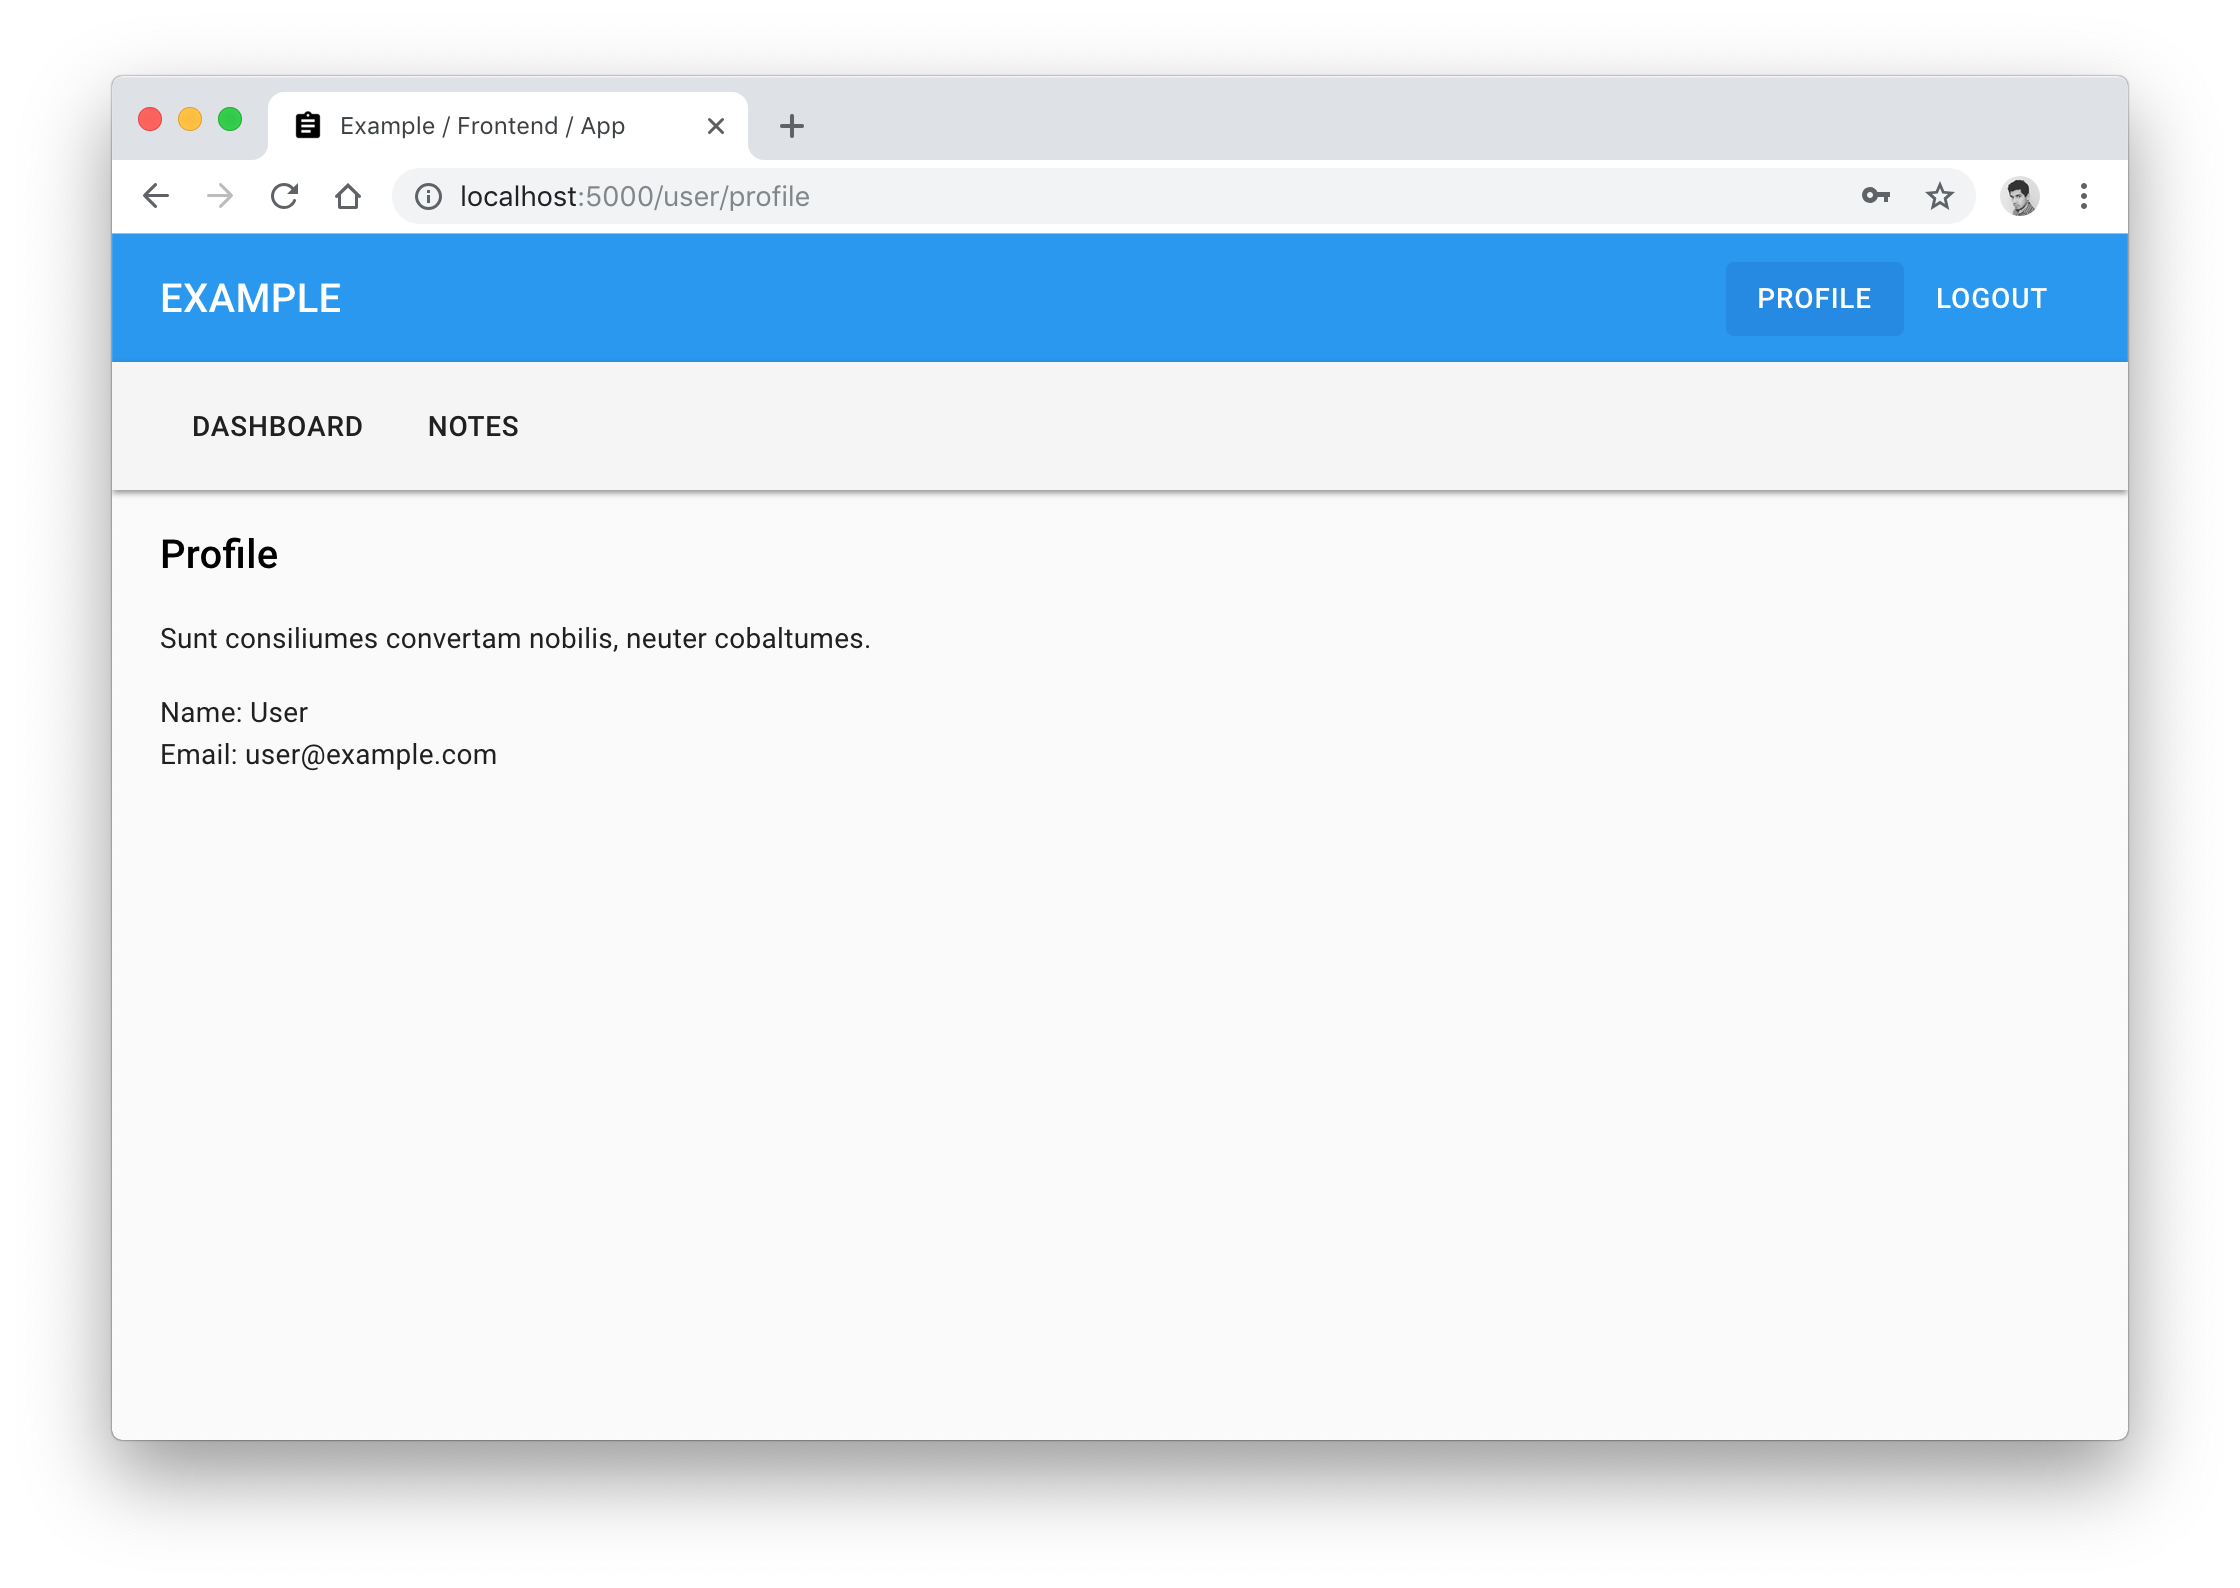 Example / Frontend / App
localhost:5000/user/profile
EXAMPLE
PROFILE
LOGOUT
DASHBOARD
NOTES
Profile
Sunt consiliumes convertam nobilis, neuter cobaltumes.
Name: User
Email: user@example.com